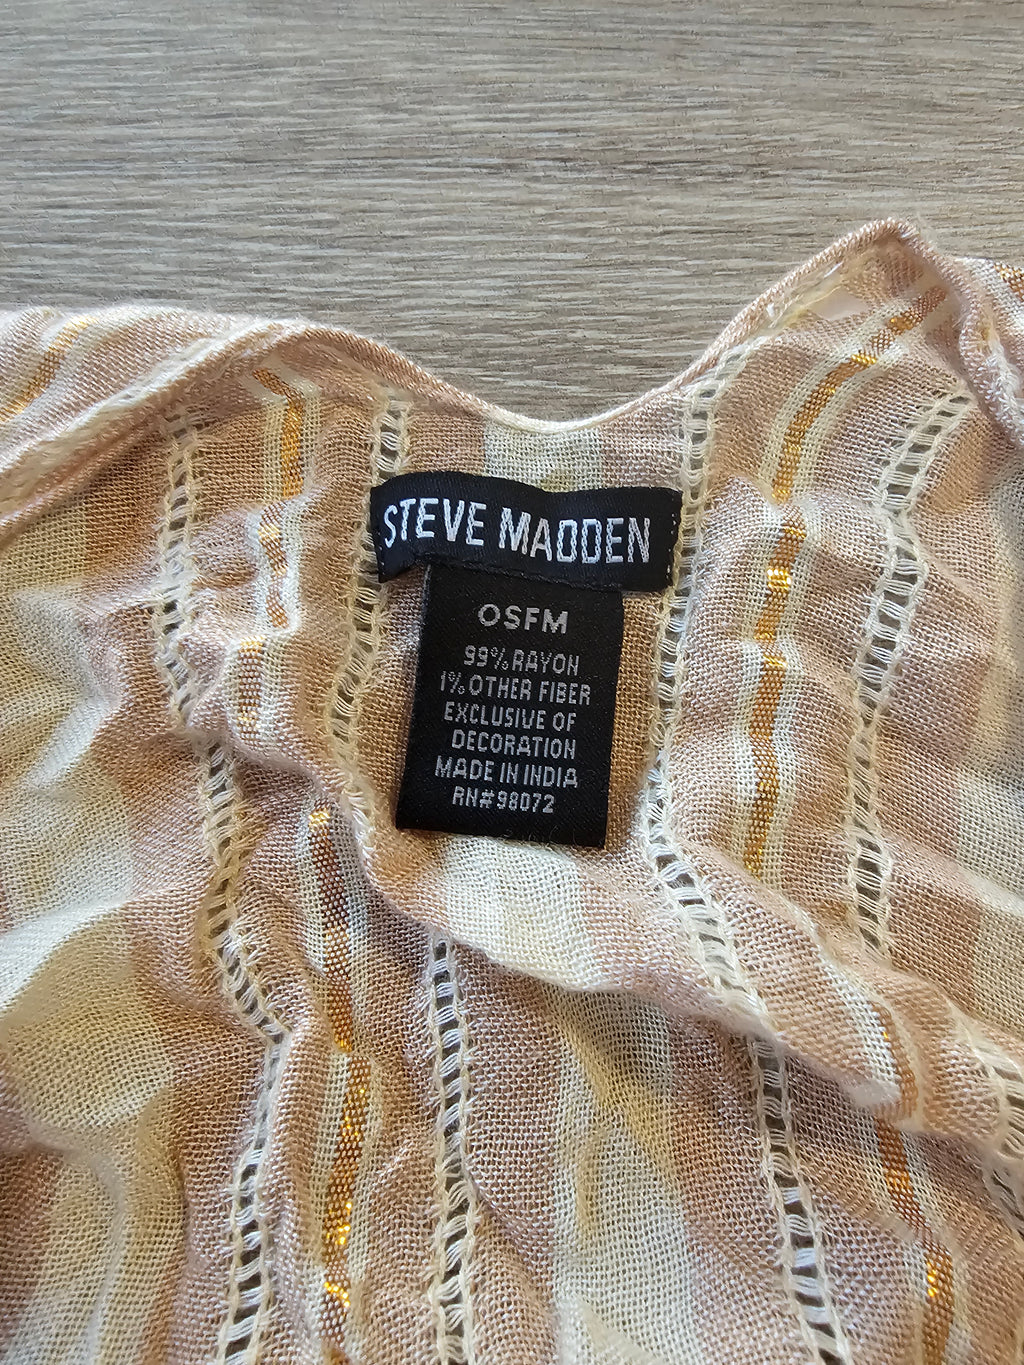 STEVE MADDEN
OSFM
99% RAYON
1% OTHER FIBER
EXCLUSIVE OF
DECORATION
MADE IN INDIA
RN#98072